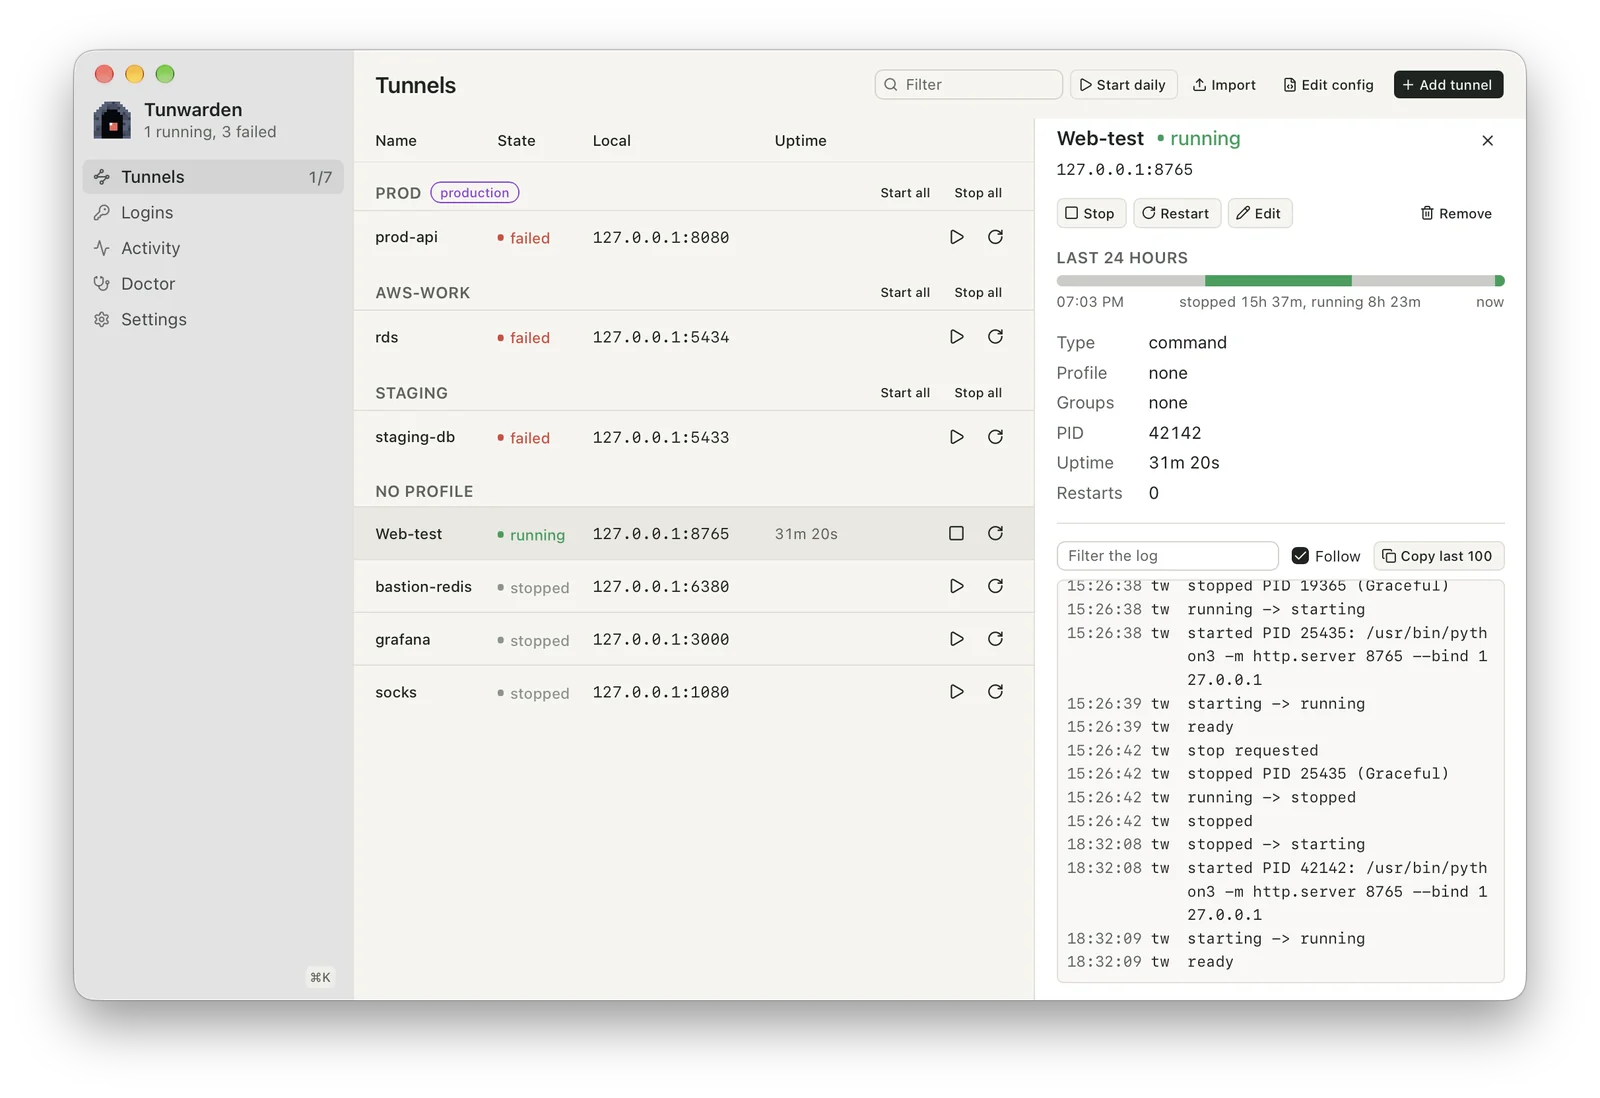 Tunwarden
1 running, 3 failed
Tunnels 1/7
Logins
Activity
Doctor
Settings
⌘K
Tunnels
Filter
Start daily
Import
Edit config
+ Add tunnel
Name State Local Uptime
PROD production Start all Stop all
prod-api failed 127.0.0.1:8080
AWS-WORK Start all Stop all
rds failed 127.0.0.1:5434
STAGING Start all Stop all
staging-db failed 127.0.0.1:5433
NO PROFILE
Web-test running 127.0.0.1:8765 31m 20s
bastion-redis stopped 127.0.0.1:6380
grafana stopped 127.0.0.1:3000
socks stopped 127.0.0.1:1080
Web-test running
127.0.0.1:8765
Stop Restart Edit Remove
LAST 24 HOURS
07:03 PM stopped 15h 37m, running 8h 23m now
Type command
Profile none
Groups none
PID 42142
Uptime 31m 20s
Restarts 0
Filter the log Follow Copy last 100
15:26:38 tw stopped PID 19365 (Graceful)
15:26:38 tw running -> starting
15:26:38 tw started PID 25435: /usr/bin/pyth
on3 -m http.server 8765 --bind 1
27.0.0.1
15:26:39 tw starting -> running
15:26:39 tw ready
15:26:42 tw stop requested
15:26:42 tw stopped PID 25435 (Graceful)
15:26:42 tw running -> stopped
15:26:42 tw stopped
18:32:08 tw stopped -> starting
18:32:08 tw started PID 42142: /usr/bin/pyth
on3 -m http.server 8765 --bind 1
27.0.0.1
18:32:09 tw starting -> running
18:32:09 tw ready